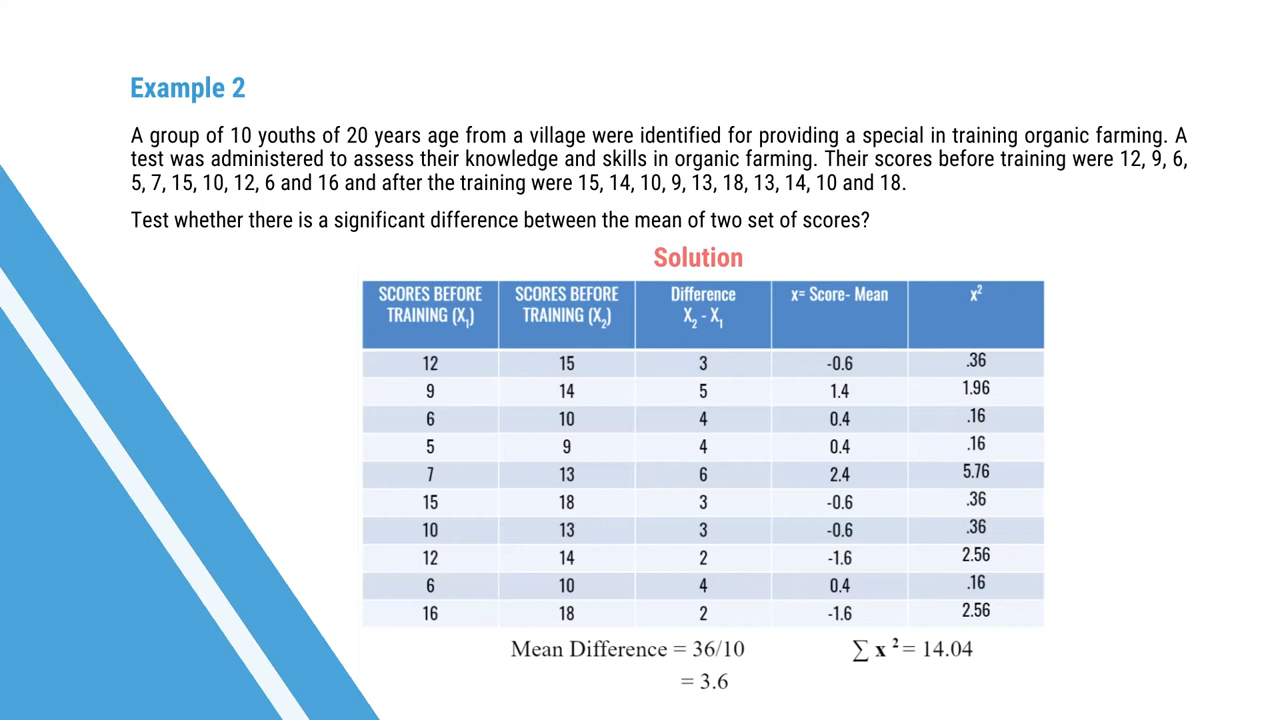 Example 2
A group of 10 youths of 20 years age from a village were identified for providing a special in training organic farming. A
test was administered to assess their knowledge and skills in organic farming. Their scores before training were 12, 9, 6,
5, 7, 15, 10, 12, 6 and 16 and after the training were 15, 14, 10, 9, 13, 18, 13, 14, 10 and 18.
Test whether there is a significant difference between the mean of two set of scores?
Solution
SCORES BEFORE TRAINING (X₁) SCORES BEFORE TRAINING (X₂) Difference X₂ - X₁ x= Score- Mean x²
12 15 3 -0.6 .36
9 14 5 1.4 1.96
6 10 4 0.4 .16
5 9 4 0.4 .16
7 13 6 2.4 5.76
15 18 3 -0.6 .36
10 13 3 -0.6 .36
12 14 2 -1.6 2.56
6 10 4 0.4 .16
16 18 2 -1.6 2.56
Mean Difference = 36/10 ∑ x ² = 14.04
= 3.6